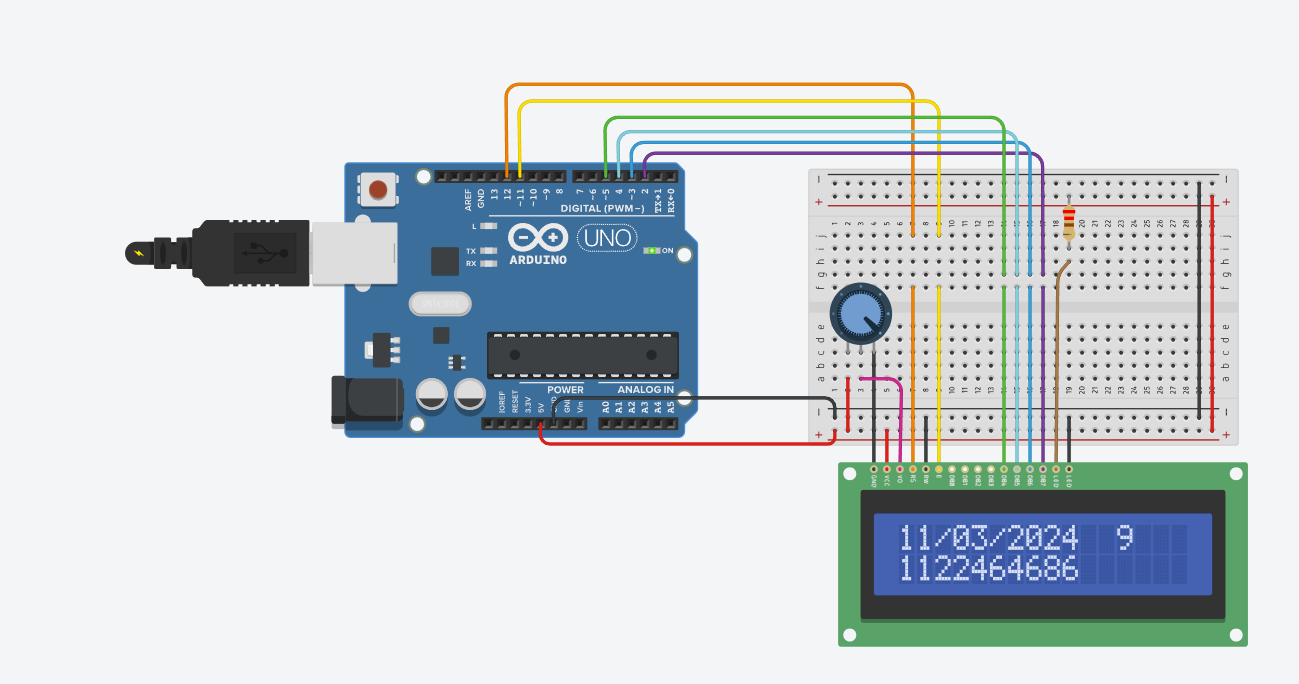 AREF
GND
13
12
~11
~10
~9
8
7
~6
~5
4
~3
2
TX→1
RX←0
DIGITAL (PWM~)
L
TX
RX
ARDUINO
UNO
ON
POWER
ANALOG IN
IOREF
RESET
3.3V
5V
Vin
A0
A1
A2
A3
A4
A5
GND
VCC
V0
RS
RW
E
DB0
DB1
DB2
DB3
DB4
DB5
DB6
DB7
LED
LED
11/03/2024 9
1122464686